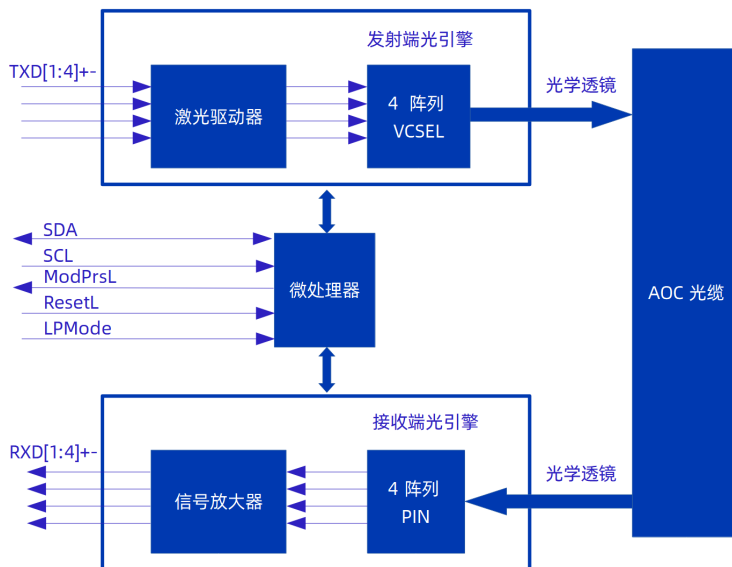 发射端光引擎
TXD[1:4]+-
激光驱动器
4 阵列
VCSEL
光学透镜
SDA
SCL
ModPrsL
ResetL
LPMode
微处理器
AOC 光缆
接收端光引擎
RXD[1:4]+-
信号放大器
4 阵列
PIN
光学透镜